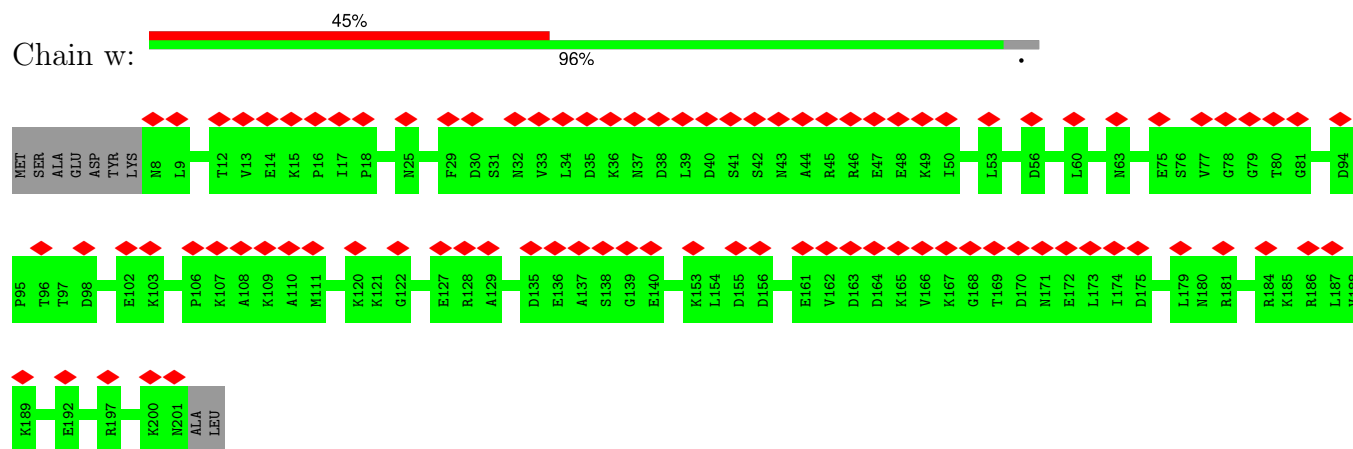 45%
Chain w:
96%
MET SER ALA GLU ASP TYR LYS N8 L9 T12 V13 E14 K15 P16 I17 P18 N25 F29 D30 S31 N32 V33 L34 D35 K36 N37 D38 L39 D40 S41 S42 N43 A44 R45 R46 E47 E48 K49 I50 L53 D56 L60 N63 E75 S76 V77 G78 G79 T80 G81 D94
P95 T96 T97 D98 E102 K103 P106 K107 A108 K109 A110 M111 K120 K121 G122 E127 R128 A129 D135 E136 A137 S138 G139 E140 K153 L154 D155 D156 E161 V162 D163 D164 K165 V166 K167 G168 T169 D170 N171 E172 L173 I174 D175 L179 N180 R181 R184 K185 R186 L187
K189 E192 R197 K200 N201 ALA LEU